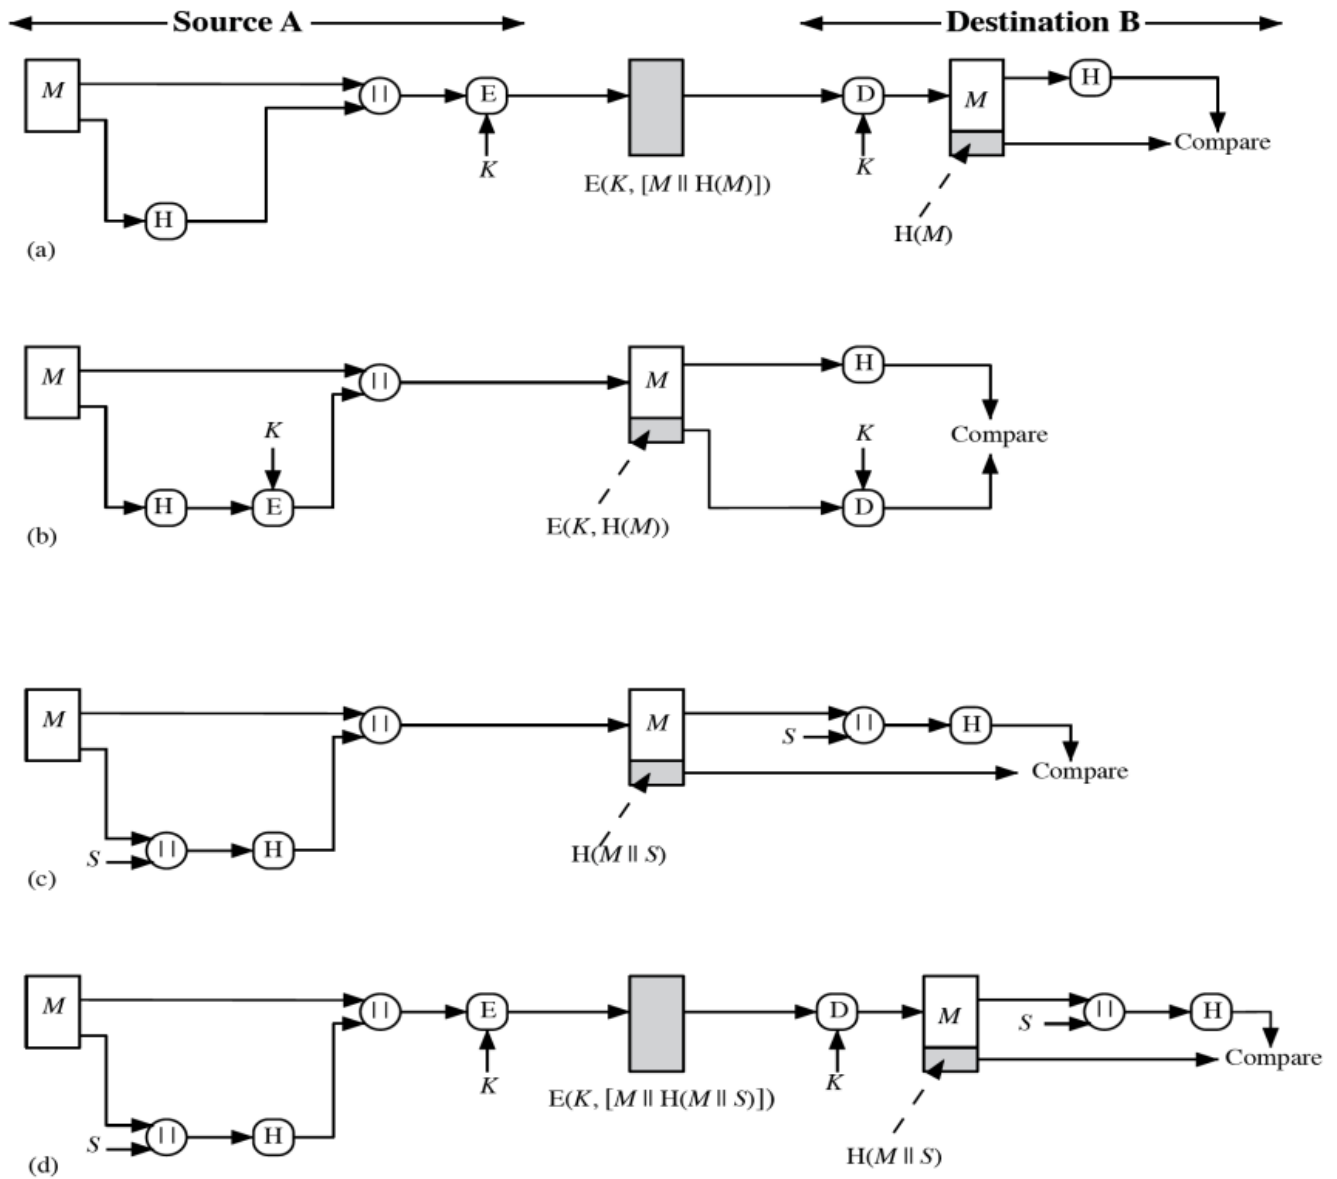 Source A Destination B
M || E D M H
K K Compare
E(K, [M || H(M)])
H H(M)
(a)
M || M H
K K Compare
H E D
E(K, H(M))
(b)
M || M S || H
Compare
S || H H(M || S)
(c)
M || E D M S || H
K K Compare
E(K, [M || H(M || S)])
S || H H(M || S)
(d)